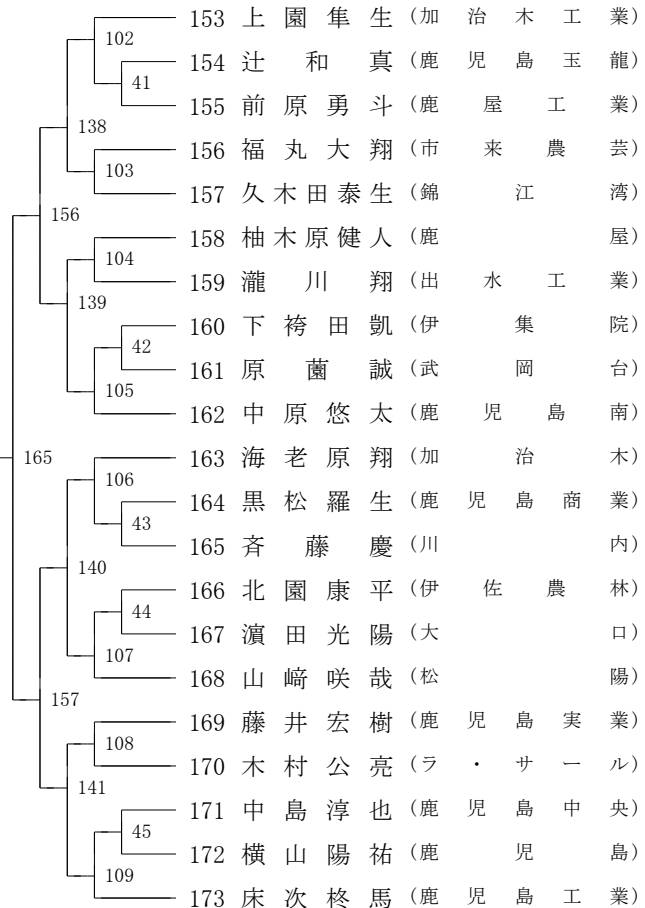 153 上園隼生 (加治木工業)
102
154 辻和真 (鹿児島玉龍)
41
155 前原勇斗 (鹿屋工業)
138
156 福丸大翔 (市来農芸)
103
157 久木田泰生 (錦江湾)
156
158 柚木原健人 (鹿屋)
104
159 瀧川翔 (出水工業)
139
160 下袴田凱 (伊集院)
42
161 原薗誠 (武岡台)
105
162 中原悠太 (鹿児島南)
165
163 海老原翔 (加治木)
106
164 黒松羅生 (鹿児島商業)
43
165 斉藤慶 (川内)
140
166 北園康平 (伊佐農林)
44
167 濵田光陽 (大口)
107
168 山﨑咲哉 (松陽)
157
169 藤井宏樹 (鹿児島実業)
108
170 木村公亮 (ラ・サール)
141
171 中島淳也 (鹿児島中央)
45
172 横山陽祐 (鹿児島)
109
173 床次柊馬 (鹿児島工業)